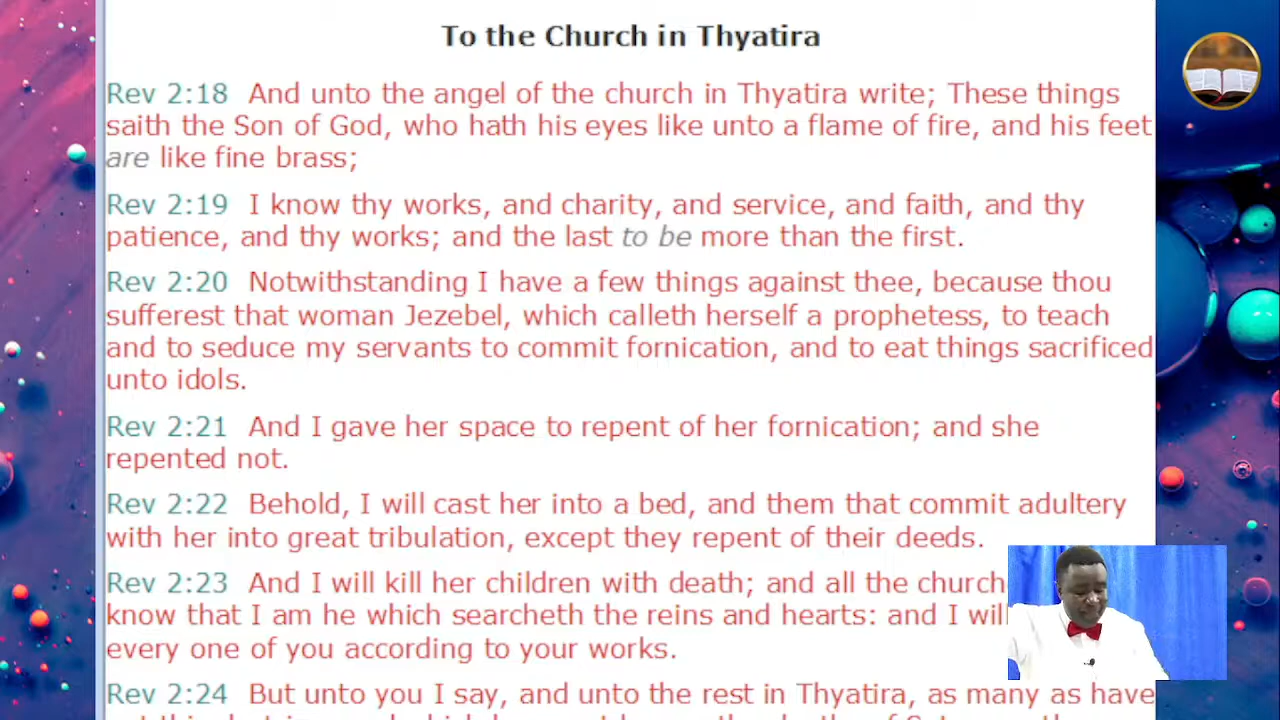 To the Church in Thyatira
Rev 2:18 And unto the angel of the church in Thyatira write; These things
saith the Son of God, who hath his eyes like unto a flame of fire, and his feet
are like fine brass;
Rev 2:19 I know thy works, and charity, and service, and faith, and thy
patience, and thy works; and the last to be more than the first.
Rev 2:20 Notwithstanding I have a few things against thee, because thou
sufferest that woman Jezebel, which calleth herself a prophetess, to teach
and to seduce my servants to commit fornication, and to eat things sacrificed
unto idols.
Rev 2:21 And I gave her space to repent of her fornication; and she
repented not.
Rev 2:22 Behold, I will cast her into a bed, and them that commit adultery
with her into great tribulation, except they repent of their deeds.
Rev 2:23 And I will kill her children with death; and all the church
know that I am he which searcheth the reins and hearts: and I will
every one of you according to your works.
Rev 2:24 But unto you I say, and unto the rest in Thyatira, as many as have